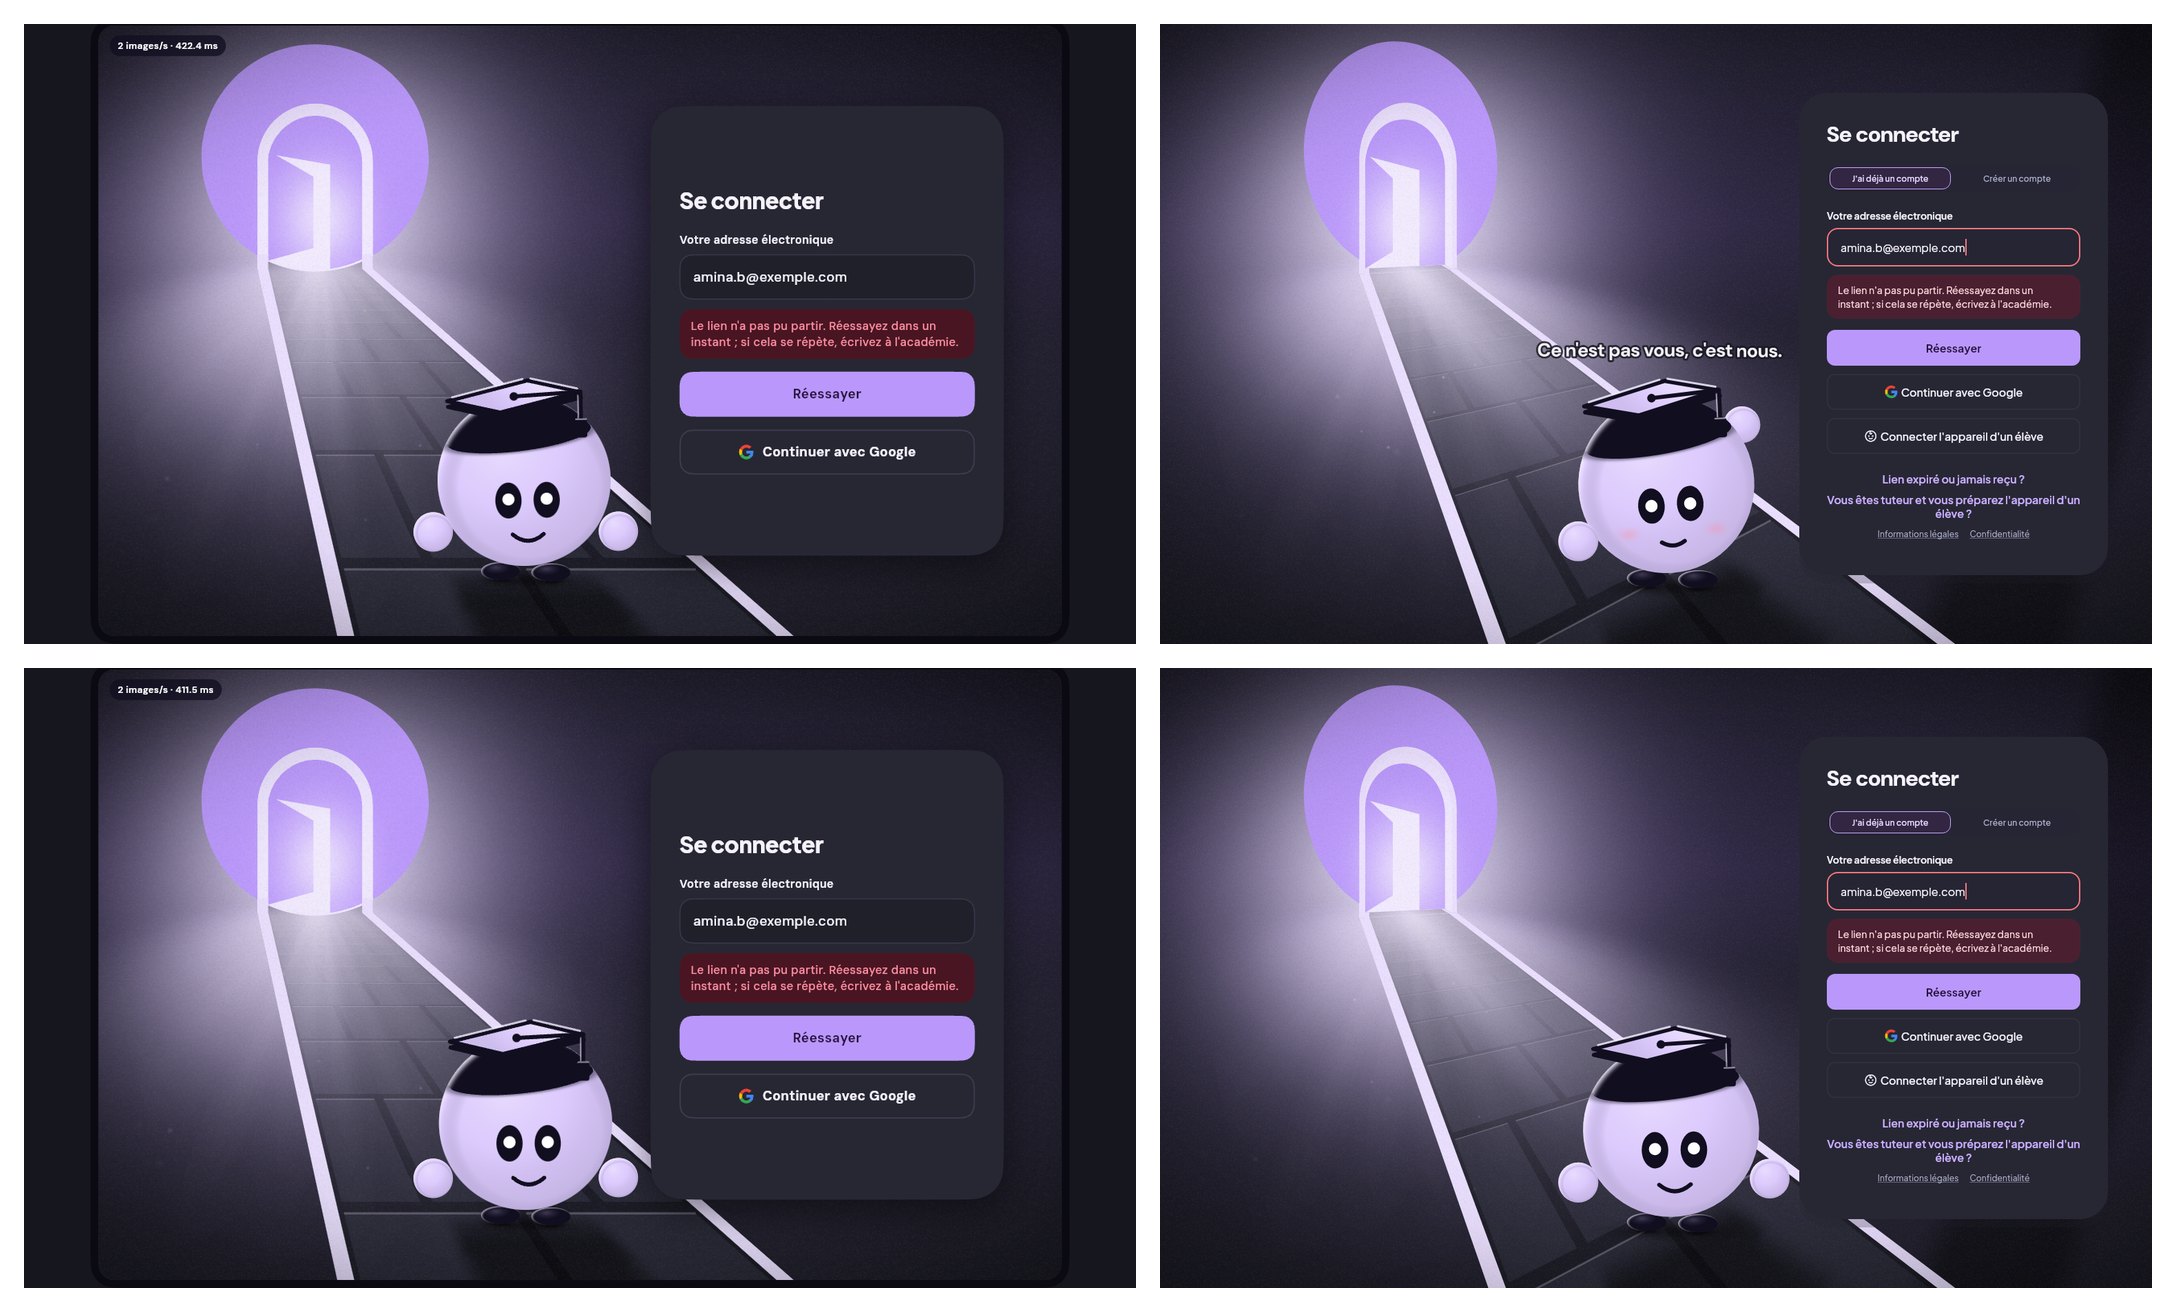 2 images/s · 422.4 ms
Se connecter
Votre adresse électronique
amina.b@exemple.com
Le lien n'a pas pu partir. Réessayez dans un
instant ; si cela se répète, écrivez à l'académie.
Réessayer
Continuer avec Google
Ce n'est pas vous, c'est nous.
Se connecter
J'ai déjà un compte
Créer un compte
Votre adresse électronique
amina.b@exemple.com
Le lien n'a pas pu partir. Réessayez dans un
instant ; si cela se répète, écrivez à l'académie.
Réessayer
Continuer avec Google
Connecter l'appareil d'un élève
Lien expiré ou jamais reçu ?
Vous êtes tuteur et vous préparez l'appareil d'un
élève ?
Informations légales Confidentialité
2 images/s · 411.5 ms
Se connecter
Votre adresse électronique
amina.b@exemple.com
Le lien n'a pas pu partir. Réessayez dans un
instant ; si cela se répète, écrivez à l'académie.
Réessayer
Continuer avec Google
Se connecter
J'ai déjà un compte
Créer un compte
Votre adresse électronique
amina.b@exemple.com
Le lien n'a pas pu partir. Réessayez dans un
instant ; si cela se répète, écrivez à l'académie.
Réessayer
Continuer avec Google
Connecter l'appareil d'un élève
Lien expiré ou jamais reçu ?
Vous êtes tuteur et vous préparez l'appareil d'un
élève ?
Informations légales Confidentialité